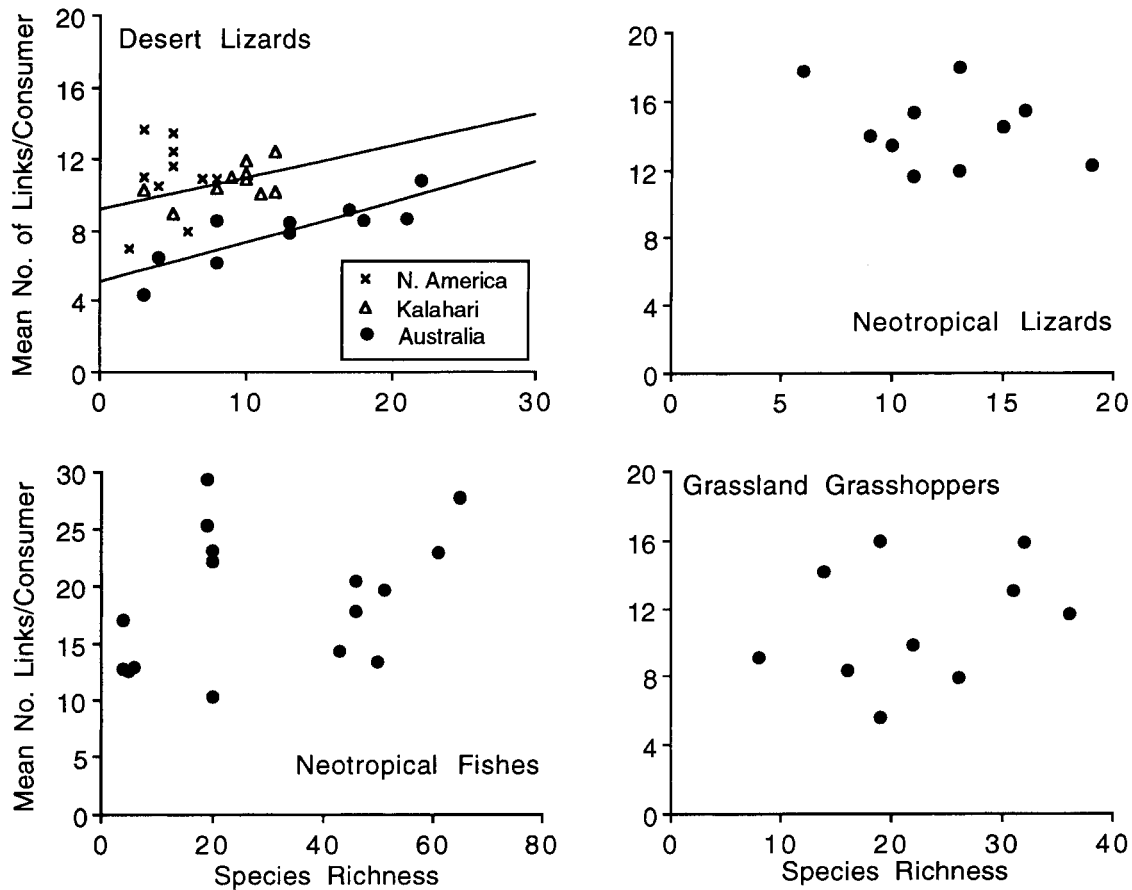 Mean No. of Links/Consumer
20
16
12
8
4
0
Desert Lizards
N. America
Kalahari
Australia
0 10 20 30
20
16
12
8
4
0
Neotropical Lizards
0 5 10 15 20
Mean No. Links/Consumer
30
25
20
15
10
5
0
Neotropical Fishes
0 20 40 60 80
Species Richness
20
16
12
8
4
0
Grassland Grasshoppers
0 10 20 30 40
Species Richness